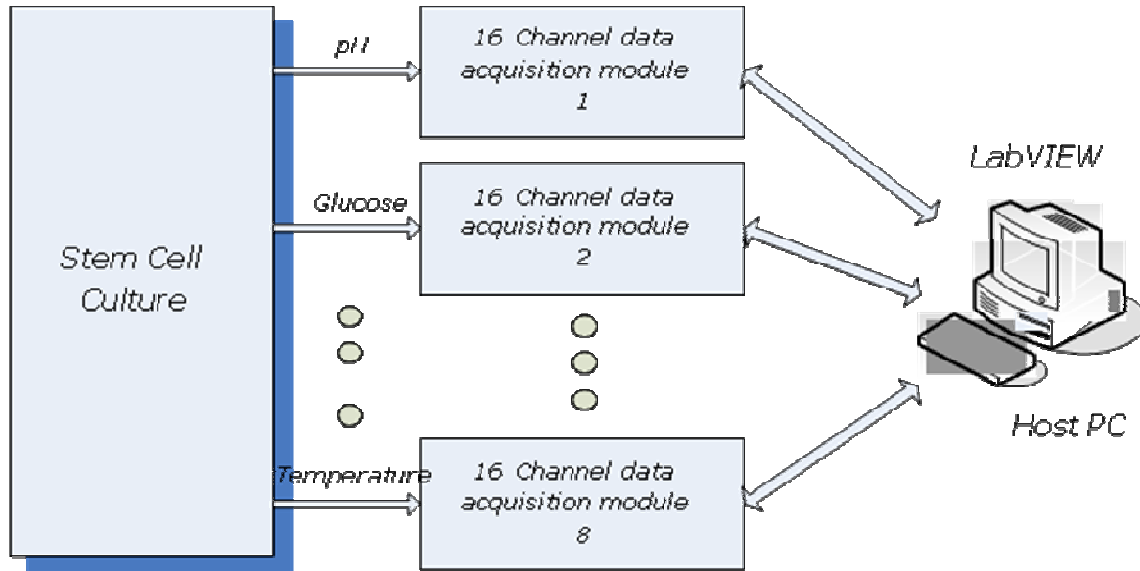 Stem Cell
Culture
pH
16 Channel data
acquisition module
1
Glucose
16 Channel data
acquisition module
2
Temperature
16 Channel data
acquisition module
8
LabVIEW
Host PC